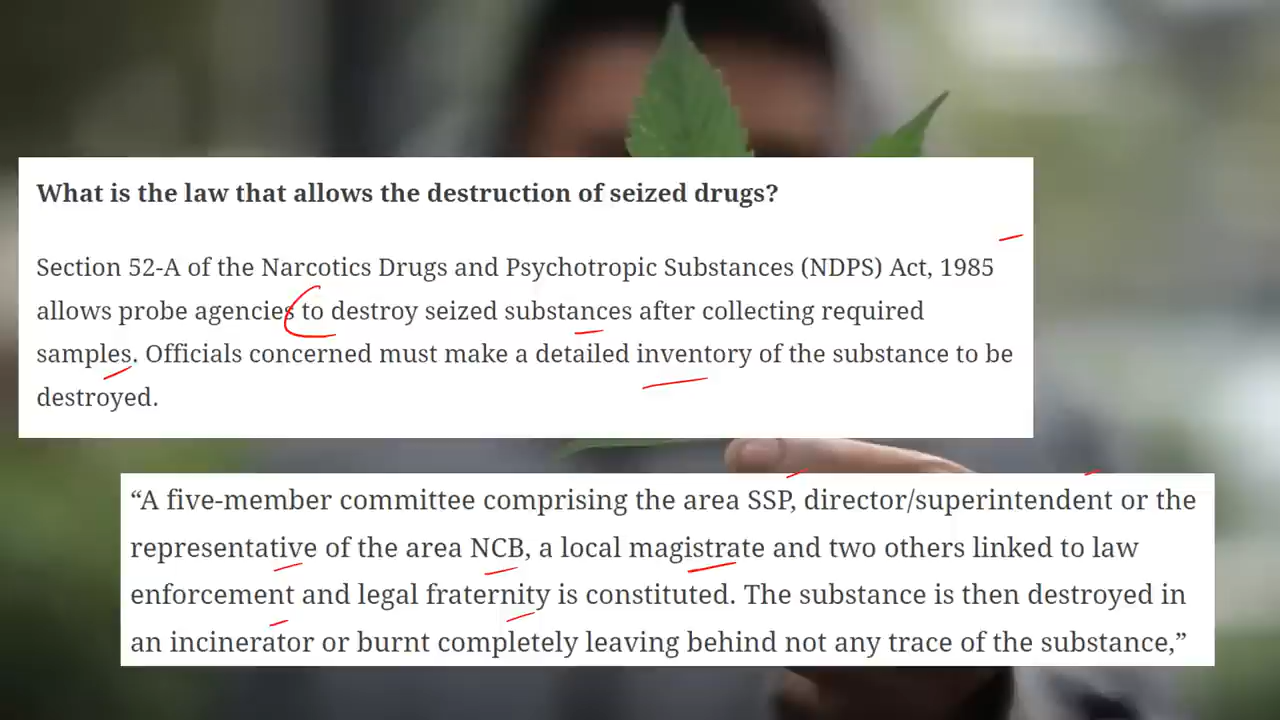 What is the law that allows the destruction of seized drugs?
Section 52-A of the Narcotics Drugs and Psychotropic Substances (NDPS) Act, 1985
allows probe agencies to destroy seized substances after collecting required
samples. Officials concerned must make a detailed inventory of the substance to be
destroyed.
“A five-member committee comprising the area SSP, director/superintendent or the
representative of the area NCB, a local magistrate and two others linked to law
enforcement and legal fraternity is constituted. The substance is then destroyed in
an incinerator or burnt completely leaving behind not any trace of the substance,”